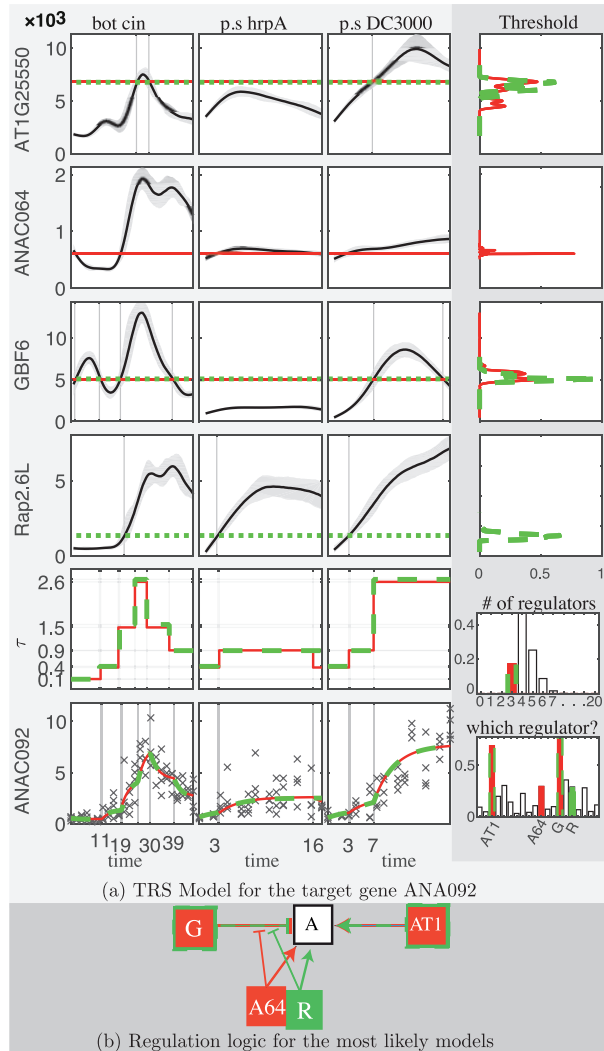 ×10³ bot cin p.s hrpA p.s DC3000 Threshold
AT1G25550
10
5
0
ANAC064
2
1
0
GBF6
10
5
0
Rap2.6L
5
0
0 0.5 1
τ
2.6
1.5
0.9
0.4
0.1
# of regulators
0.4
0.2
0
0 1 2 3 4 5 6 7 . . .20
ANAC092
10
5
0
which regulator?
0.5
0
AT1 A64 G R
11 19 30 39 3 16 3 7
time time time
(a) TRS Model for the target gene ANA092
G A AT1
A64 R
(b) Regulation logic for the most likely models